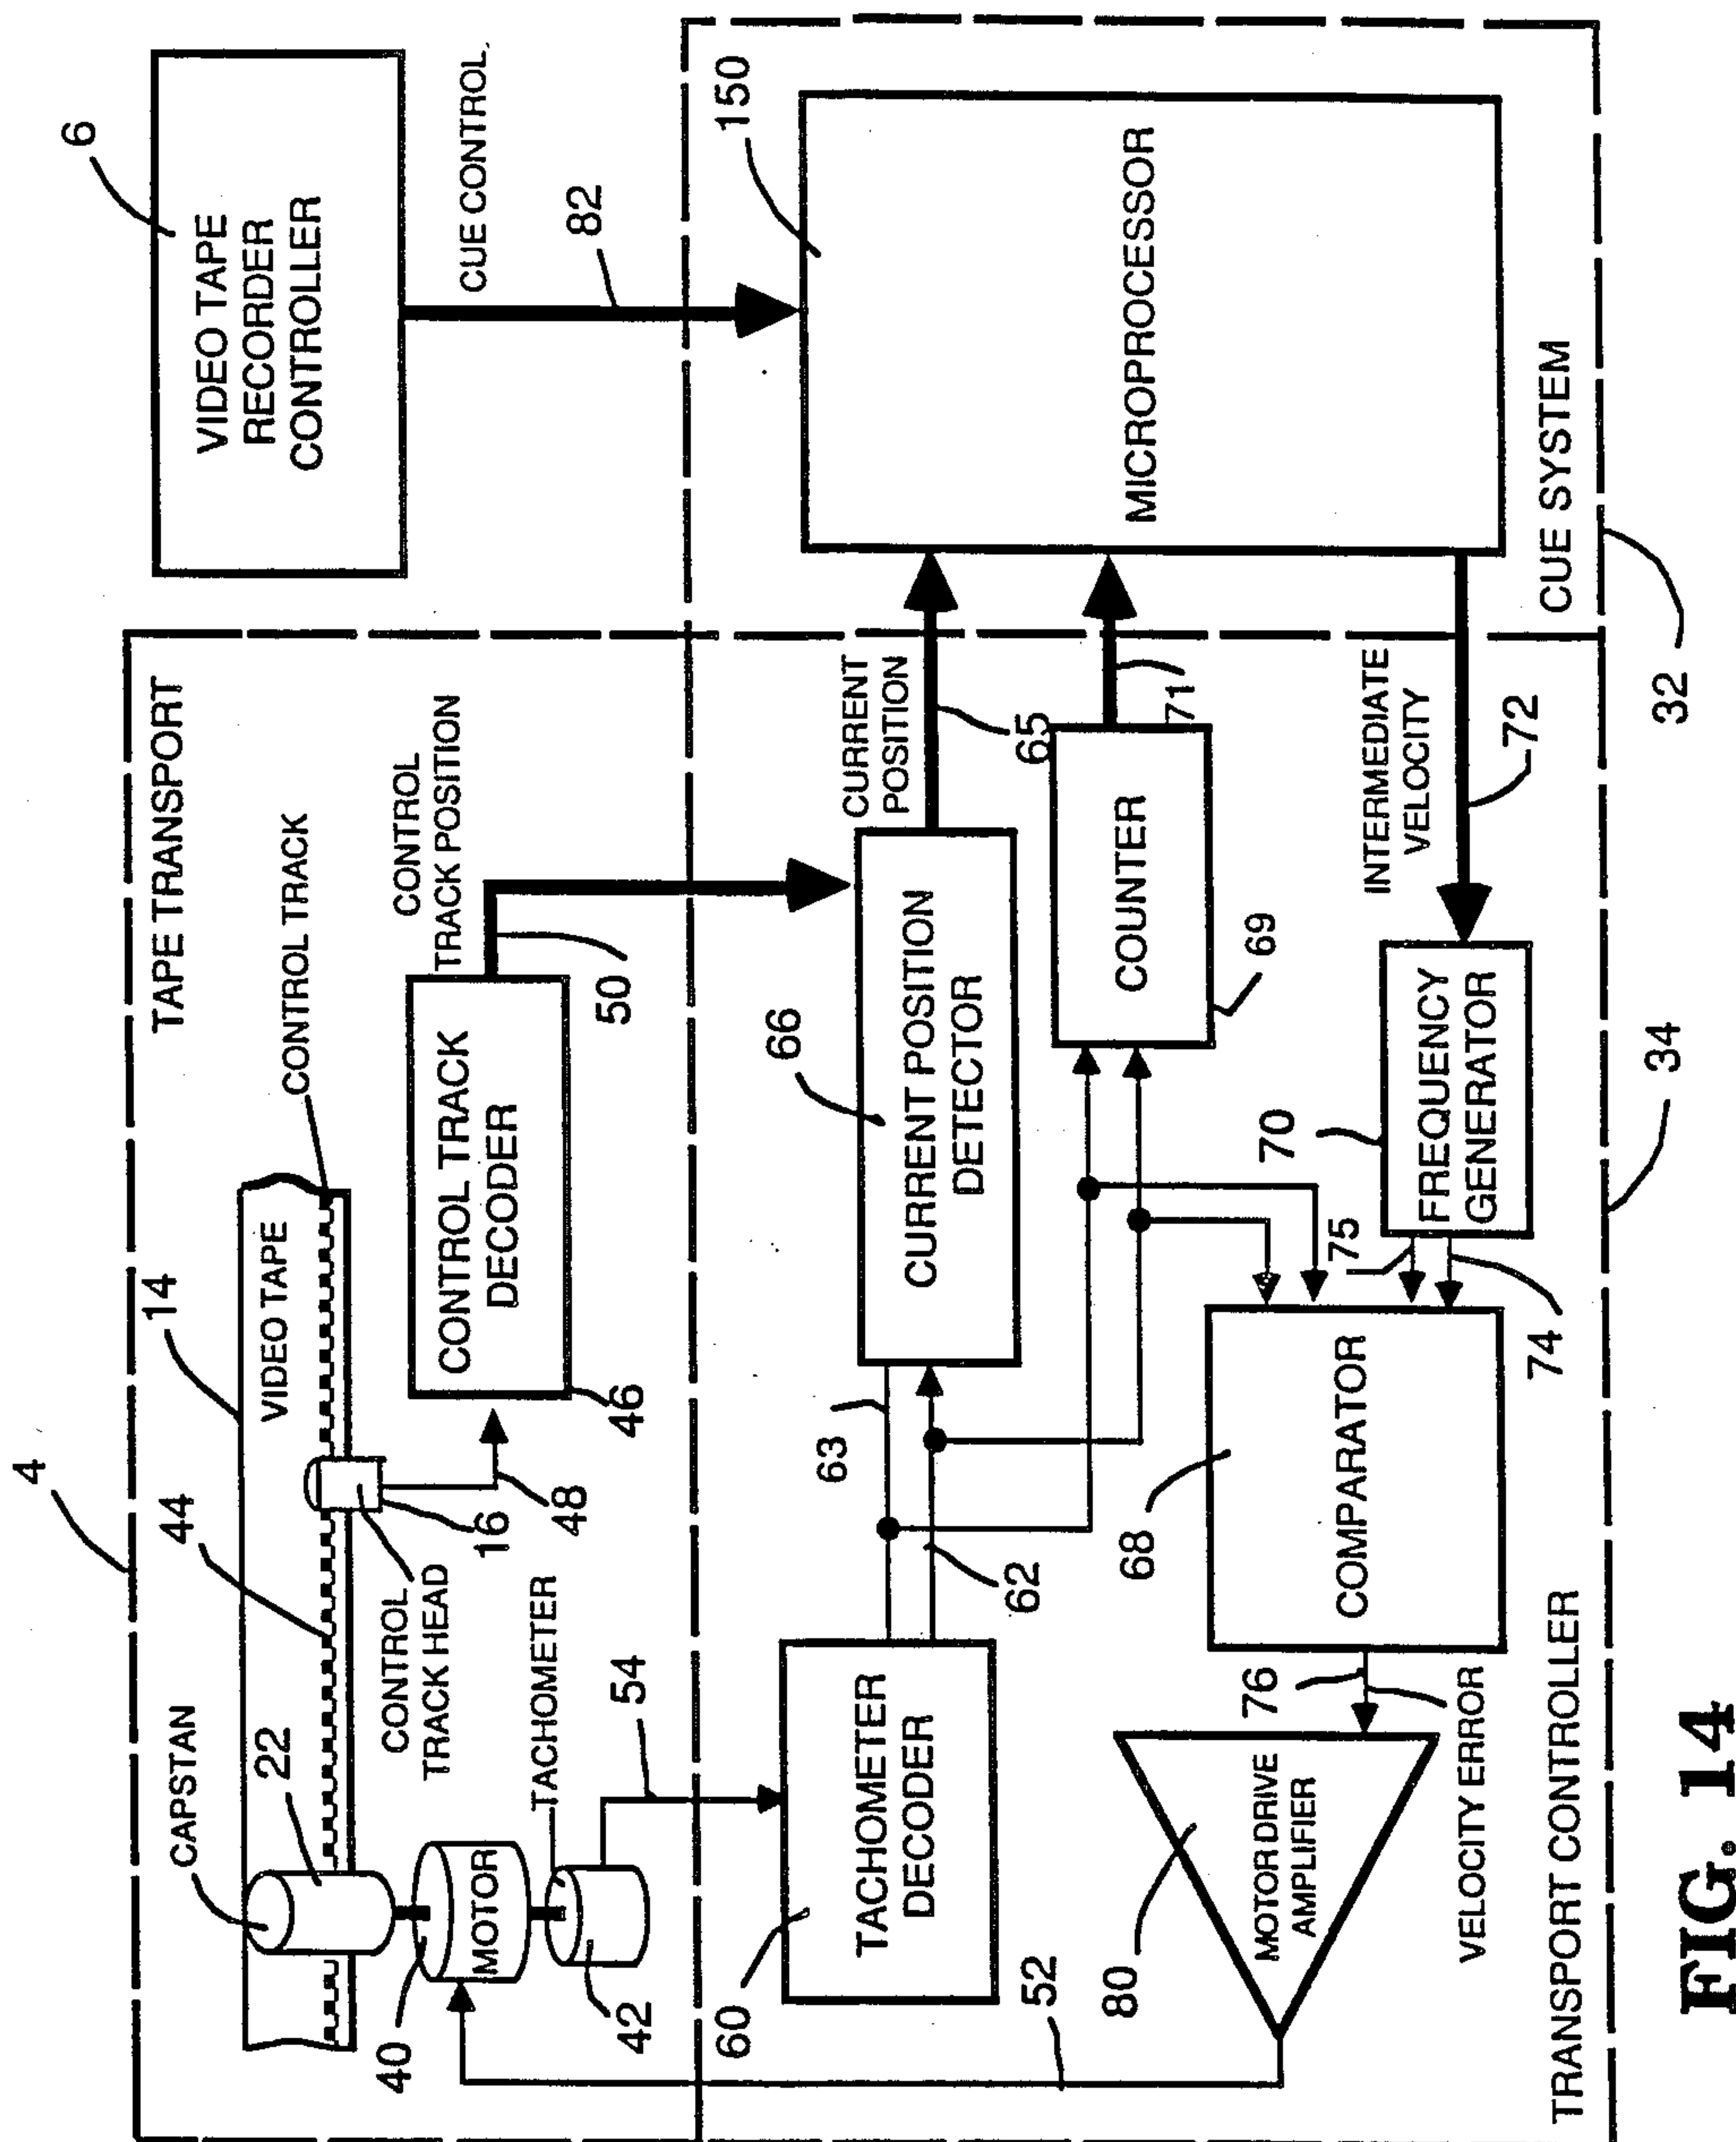 TAPE TRANSPORT
4
14
VIDEO TAPE
CONTROL TRACK
44
CAPSTAN
22
CONTROL
TRACK HEAD
16
48
46
CONTROL TRACK
DECODER
CONTROL
TRACK POSITION
50
40
MOTOR
TACHOMETER
42
54
6
VIDEO TAPE
RECORDER
CONTROLLER
CUE CONTROL
82
60
TACHOMETER
DECODER
63
62
66
CURRENT POSITION
DETECTOR
CURRENT
POSITION
65
COUNTER
69
71
150
MICROPROCESSOR
CUE SYSTEM
32
INTERMEDIATE
VELOCITY
72
70
FREQUENCY
GENERATOR
75
74
68
COMPARATOR
76
VELOCITY ERROR
80
MOTOR DRIVE
AMPLIFIER
52
TRANSPORT CONTROLLER
34
FIG. 14